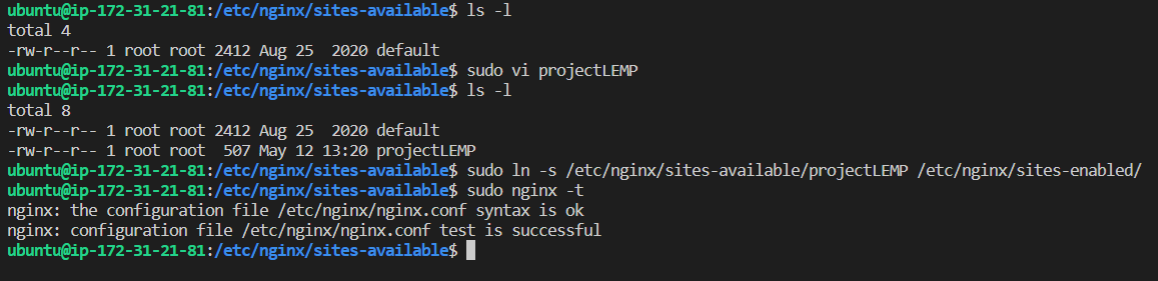 ubuntu@ip-172-31-21-81:/etc/nginx/sites-available$ ls -l
total 4
-rw-r--r-- 1 root root 2412 Aug 25  2020 default
ubuntu@ip-172-31-21-81:/etc/nginx/sites-available$ sudo vi projectLEMP
ubuntu@ip-172-31-21-81:/etc/nginx/sites-available$ ls -l
total 8
-rw-r--r-- 1 root root 2412 Aug 25  2020 default
-rw-r--r-- 1 root root  507 May 12 13:20 projectLEMP
ubuntu@ip-172-31-21-81:/etc/nginx/sites-available$ sudo ln -s /etc/nginx/sites-available/projectLEMP /etc/nginx/sites-enabled/
ubuntu@ip-172-31-21-81:/etc/nginx/sites-available$ sudo nginx -t
nginx: the configuration file /etc/nginx/nginx.conf syntax is ok
nginx: configuration file /etc/nginx/nginx.conf test is successful
ubuntu@ip-172-31-21-81:/etc/nginx/sites-available$